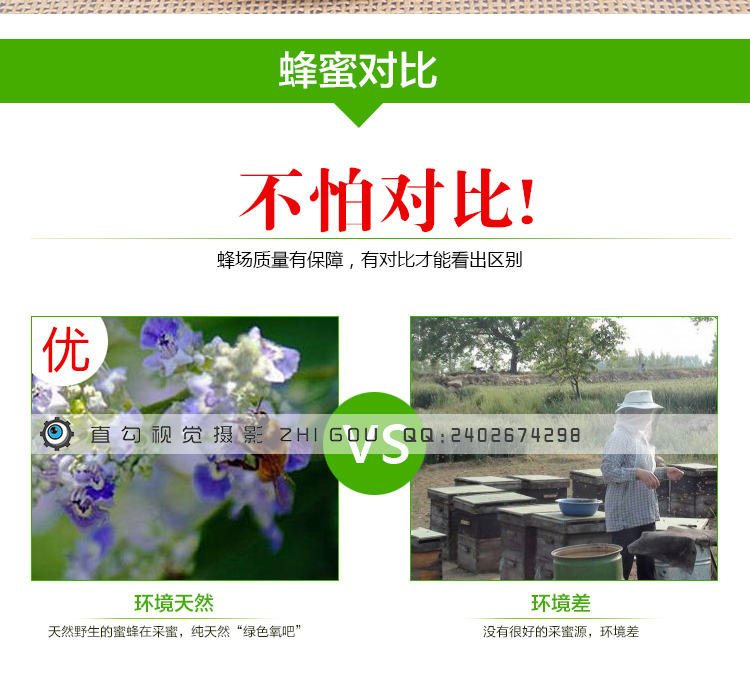 蜂蜜对比
不怕对比!
蜂场质量有保障，有对比才能看出区别
优
VS
直勾视觉摄影 ZHIGOU QQ:2402674298
环境天然
天然野生的蜜蜂在采蜜，纯天然“绿色氧吧”
环境差
没有很好的采蜜源，环境差